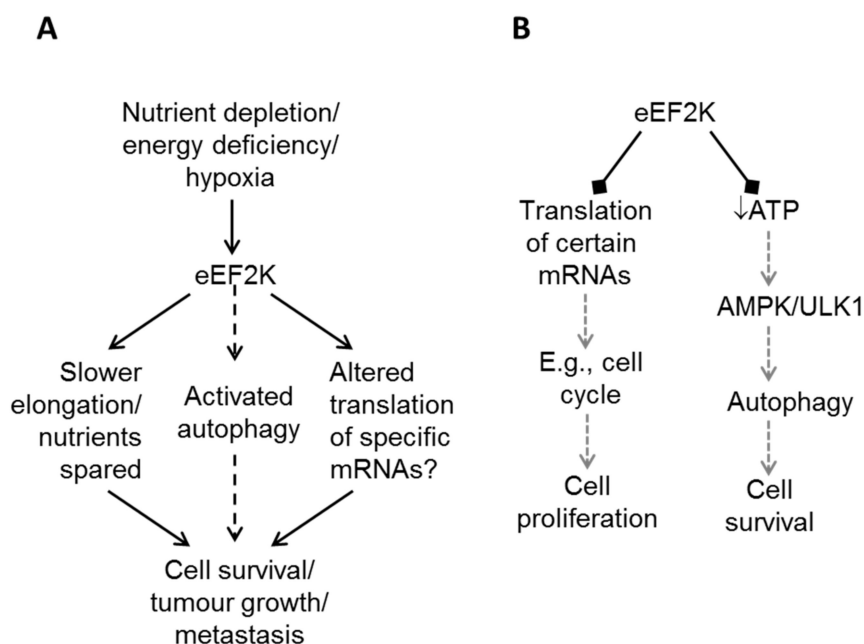 A
Nutrient depletion/
energy deficiency/
hypoxia
eEF2K
Slower
elongation/
nutrients
spared
Activated
autophagy
Altered
translation
of specific
mRNAs?
Cell survival/
tumour growth/
metastasis
B
eEF2K
Translation
of certain
mRNAs
E.g., cell
cycle
Cell
proliferation
↓ATP
AMPK/ULK1
Autophagy
Cell
survival